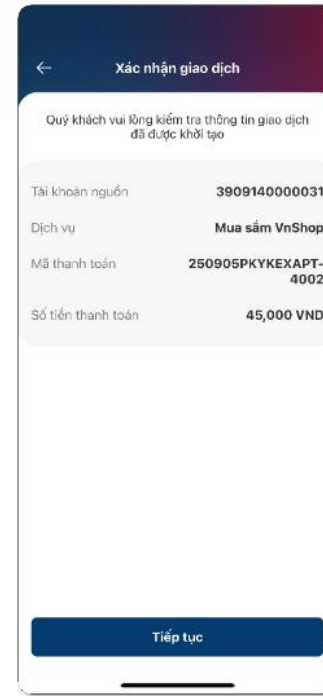 Xác nhận giao dịch
Quý khách vui lòng kiểm tra thông tin giao dịch
đã được khởi tạo
Tài khoản nguồn 3909140000031
Dịch vụ Mua sắm VnShop
Mã thanh toán 250905PKYKEXAPT-
4002
Số tiền thanh toán 45,000 VND
Tiếp tục